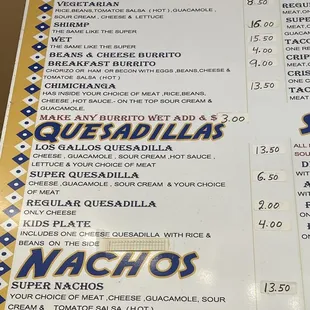 VEGETARIAN 8.50
RICE,BEANS,TOMATOE SALSA (HOT),GUACAMOLE,
SOUR CREAM , CHEESE & LETTUCE
SHIRMP 16.00
THE SAME LIKE THE SUPER
WET 15.50
THE SAME LIKE THE SUPER
BEANS & CHEESE BURRITO 4.00
BREAKFAST BURRITO 9.00
CHORIZO OR HAM OR BECON WITH EGGS ,BEANS,CHEESE &
TOMATOE SALSA ( HOT )
CHIMICHANGA 13.50
HAS INSIDE YOUR CHOICE OF MEAT ,RICE,BEANS,
CHEESE ,HOT SAUCE.- ON THE TOP SOUR CREAM &
GUACAMOLE.
MAKE ANY BURRITO WET ADD & $ 3.00
QUESADILLAS
LOS GALLOS QUESADILLA 13.50
CHEESE, GUACAMOLE , SOUR CREAM ,HOT SAUCE ,
LETTUCE & YOUR CHOICE OF MEAT
SUPER QUESADILLA 6.50
CHEESE , GUACAMOLE , SOUR CREAM & YOUR CHOICE
OF MEAT
REGULAR QUESADILLA 2.00
ONLY CHEESE
KIDS PLATE 4.00
INCLUDES ONE CHEESE QUESADILLA WITH RICE &
BEANS ON THE SIDE
NACHOS
SUPER NACHOS 13.50
YOUR CHOICE OF MEAT ,CHEESE ,GUACAMOLE, SOUR
CREAM & TOMATOE SALSA ( HOT )